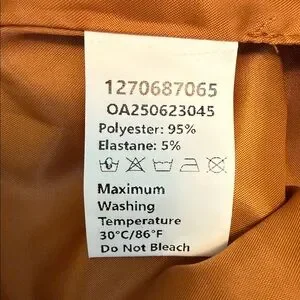 1270687065
OA250623045
Polyester: 95%
Elastane: 5%
Maximum
Washing
Temperature
30°C/86°F
Do Not Bleach